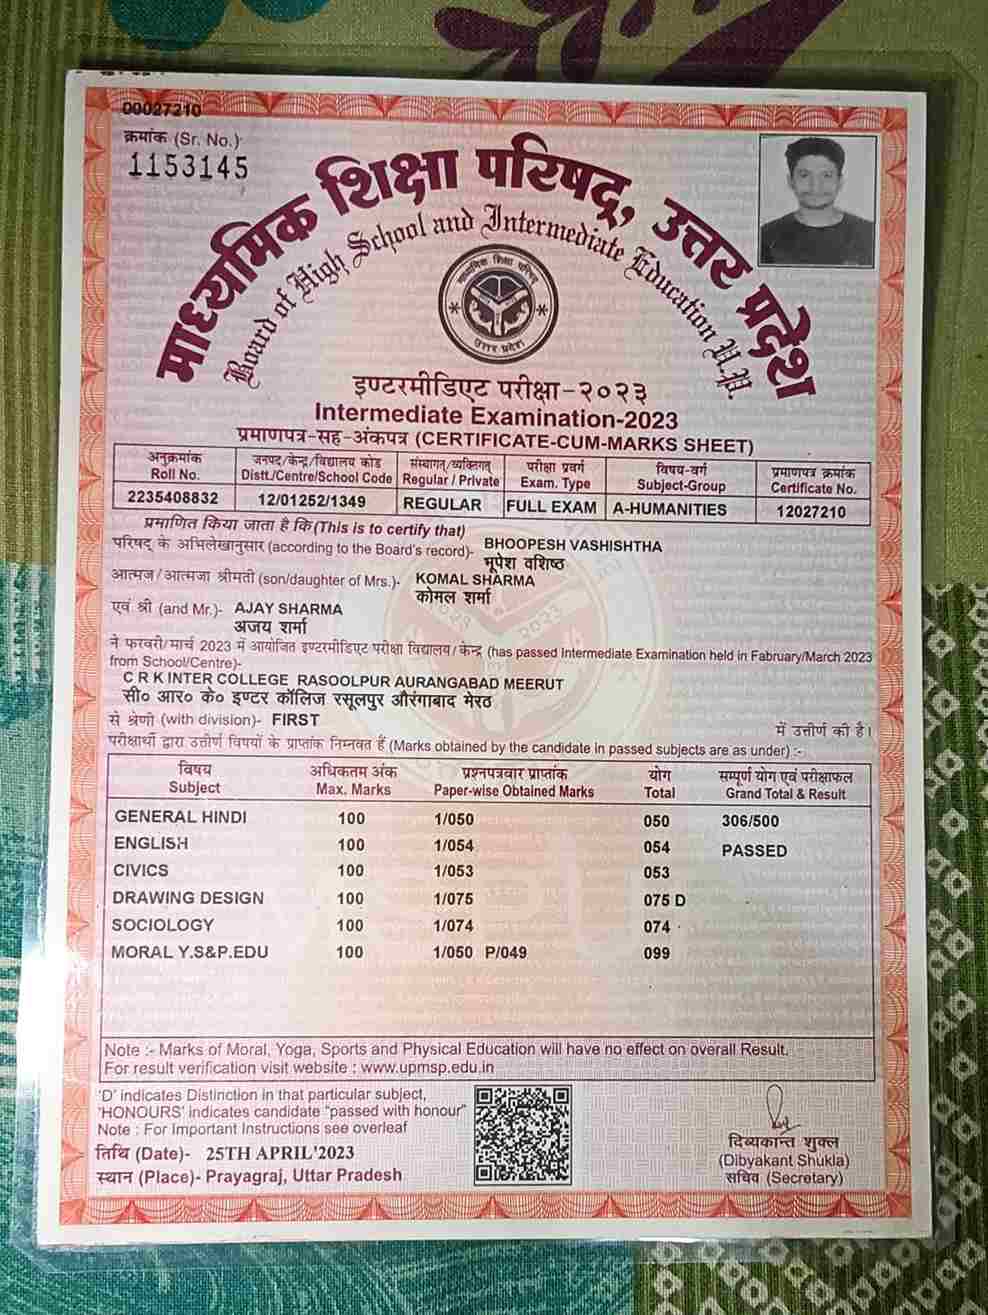 00027210
क्रमांक (Sr. No.)
1153145
माध्यमिक शिक्षा परिषद्, उत्तर प्रदेश
Board of High School and Intermediate Education U.P.
माध्यमिक शिक्षा परिषद्
उत्तर प्रदेश
इण्टरमीडिएट परीक्षा-२०२३
Intermediate Examination-2023
प्रमाणपत्र-सह-अंकपत्र (CERTIFICATE-CUM-MARKS SHEET)
अनुक्रमांक जनपद/केन्द्र/विद्यालय कोड संस्थागत/व्यक्तिगत परीक्षा प्रवर्ग विषय-वर्ग प्रमाणपत्र क्रमांक
Roll No. Distt./Centre/School Code Regular / Private Exam. Type Subject-Group Certificate No.
2235408832 12/01252/1349 REGULAR FULL EXAM A-HUMANITIES 12027210
प्रमाणित किया जाता है कि (This is to certify that)
परिषद् के अभिलेखानुसार (according to the Board's record)- BHOOPESH VASHISHTHA
भूपेश वशिष्ठ
आत्मज/आत्मजा श्रीमती (son/daughter of Mrs.)- KOMAL SHARMA
कोमल शर्मा
एवं श्री (and Mr.)- AJAY SHARMA
अजय शर्मा
ने फरवरी/मार्च 2023 में आयोजित इण्टरमीडिएट परीक्षा विद्यालय/केन्द्र (has passed Intermediate Examination held in Fabruary/March 2023
from School/Centre)-
C R K INTER COLLEGE RASOOLPUR AURANGABAD MEERUT
सी० आर० के० इण्टर कॉलिज रसूलपुर औरंगाबाद मेरठ
से श्रेणी (with division)- FIRST में उत्तीर्ण की है।
परीक्षार्थी द्वारा उत्तीर्ण विषयों के प्राप्तांक निम्नवत हैं (Marks obtained by the candidate in passed subjects are as under) :-
विषय अधिकतम अंक प्रश्नपत्रवार प्राप्तांक योग सम्पूर्ण योग एवं परीक्षाफल
Subject Max. Marks Paper-wise Obtained Marks Total Grand Total & Result
GENERAL HINDI 100 1/050 050 306/500
ENGLISH 100 1/054 054 PASSED
CIVICS 100 1/053 053
DRAWING DESIGN 100 1/075 075 D
SOCIOLOGY 100 1/074 074
MORAL Y.S&P.EDU 100 1/050 P/049 099
Note :- Marks of Moral, Yoga, Sports and Physical Education will have no effect on overall Result.
For result verification visit website : www.upmsp.edu.in
'D' indicates Distinction in that particular subject,
'HONOURS' indicates candidate "passed with honour"
Note : For Important Instructions see overleaf
तिथि (Date)- 25TH APRIL'2023
स्थान (Place)- Prayagraj, Uttar Pradesh
दिव्यकान्त शुक्ल
(Dibyakant Shukla)
सचिव (Secretary)